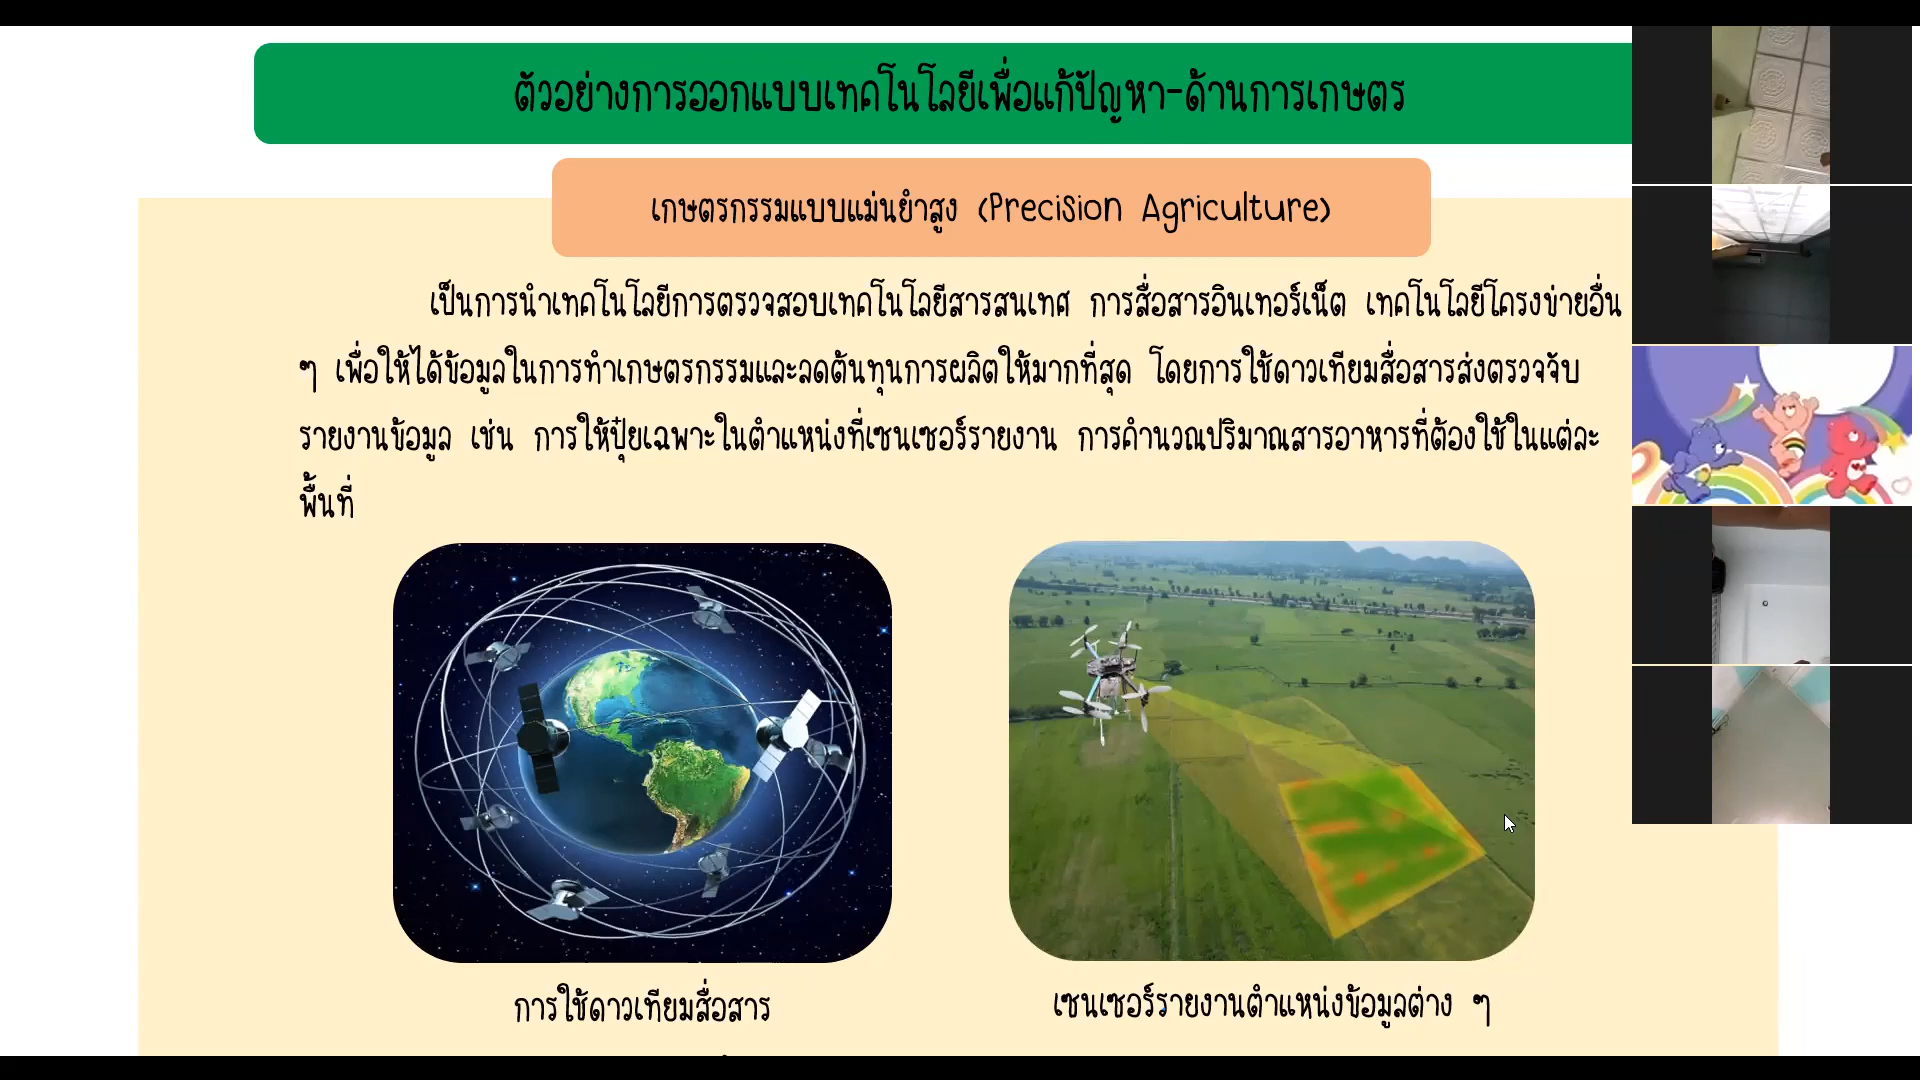 ตัวอย่างการออกแบบเทคโนโลยีเพื่อแก้ปัญหา-ด้านการเกษตร
เกษตรกรรมแบบแม่นยำสูง (Precision Agriculture)
เป็นการนำเทคโนโลยีการตรวจสอบเทคโนโลยีสารสนเทศ การสื่อสารอินเทอร์เน็ต เทคโนโลยีโครงข่ายอื่น
ๆ เพื่อให้ได้ข้อมูลในการทำเกษตรกรรมและลดต้นทุนการผลิตให้มากที่สุด โดยการใช้ดาวเทียมสื่อสารส่งตรวจจับ
รายงานข้อมูล เช่น การให้ปุ๋ยเฉพาะในตำแหน่งที่เซนเซอร์รายงาน การคำนวณปริมาณสารอาหารที่ต้องใช้ในแต่ละ
พื้นที่
การใช้ดาวเทียมสื่อสาร
เซนเซอร์รายงานตำแหน่งข้อมูลต่าง ๆ